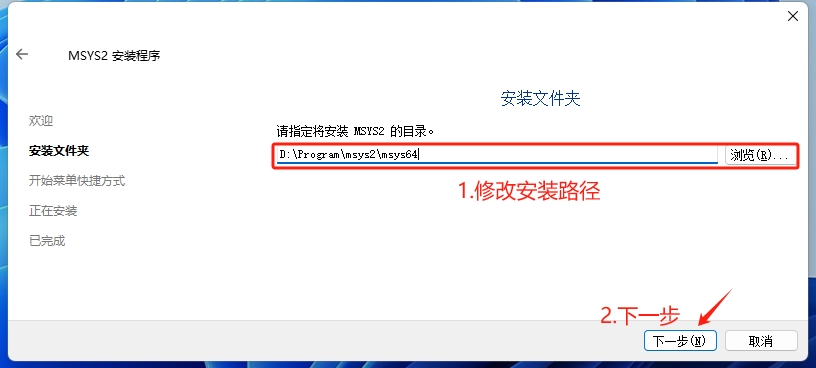 MSYS2 安装程序
安装文件夹
欢迎
请指定将安装 MSYS2 的目录。
安装文件夹
D:\Program\msys2\msys64
浏览(R)...
开始菜单快捷方式
1.修改安装路径
正在安装
已完成
2.下一步
下一步(N)
取消